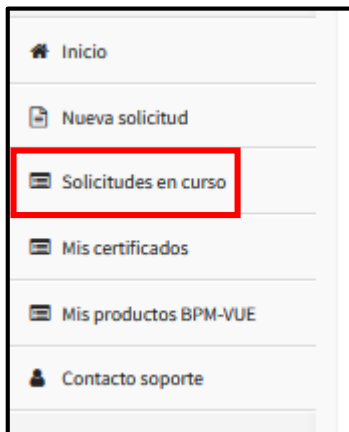 Inicio
Nueva solicitud
Solicitudes en curso
Mis certificados
Mis productos BPM-VUE
Contacto soporte